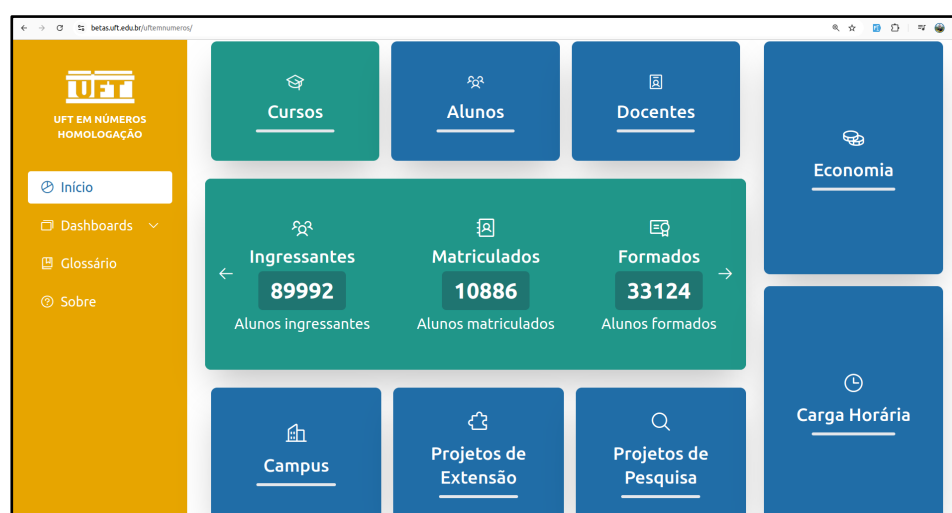 betas.uft.edu.br/uftemnumeros/
UFT
UFT EM NÚMEROS
HOMOLOGAÇÃO
Início
Dashboards
Glossário
Sobre
Cursos
Alunos
Docentes
Economia
Ingressantes
89992
Alunos ingressantes
Matriculados
10886
Alunos matriculados
Formados
33124
Alunos formados
Carga Horária
Campus
Projetos de
Extensão
Projetos de
Pesquisa